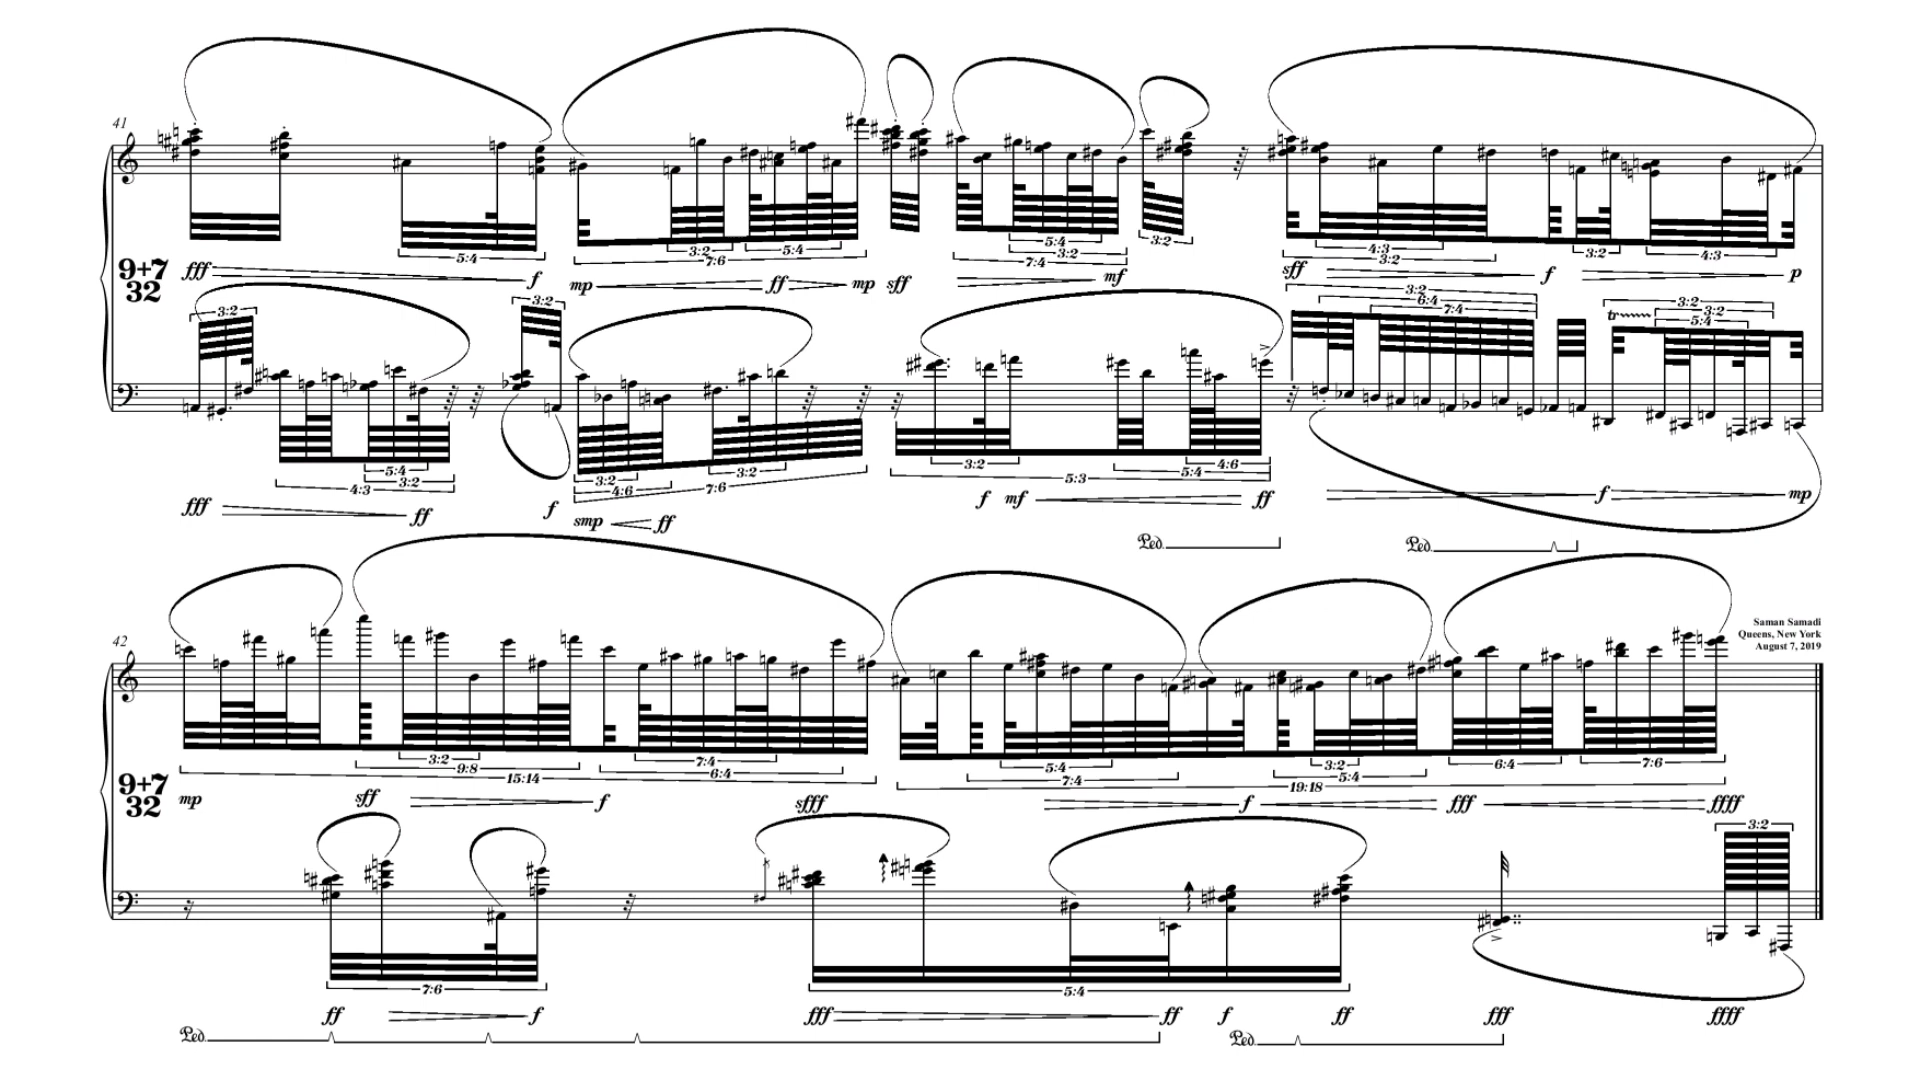 41
fff f mp ff mp sff mf sff f p
5:4 3:2 7:6 5:4 5:4 3:2 7:4 3:2 4:3 3:2 3:2 4:3
9+7
32
3:2 3:2 3:2 6:4 7:4 tr 3:2 3:2 5:4
5:4 3:2 4:3 3:2 4:6 7:6 3:2 3:2 5:3 5:4 4:6
fff ff f smp ff f mf ff f mp
Ped. Ped.
Saman Samadi
Queens, New York
August 7, 2019
42
3:2 9:8 15:14 7:4 6:4 5:4 7:4 3:2 5:4 19:18 6:4 7:6
9+7
32
mp sff f sfff f fff ffff
3:2
7:6 5:4
ff f fff ff f ff fff ffff
Ped. Ped.